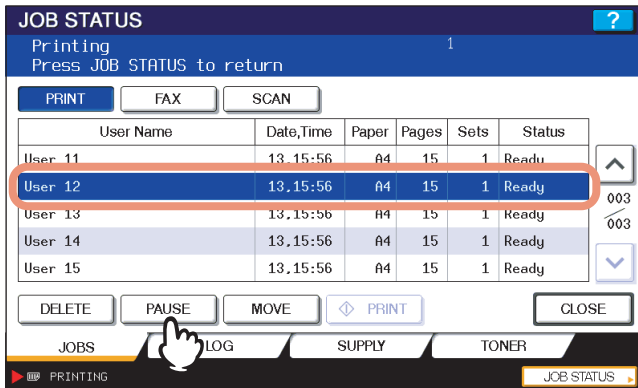 JOB STATUS ?
Printing 1
Press JOB STATUS to return
PRINT FAX SCAN
User Name Date,Time Paper Pages Sets Status
User 11 13,15:56 A4 15 1 Ready
User 12 13,15:56 A4 15 1 Ready
User 13 13,15:56 A4 15 1 Ready
User 14 13,15:56 A4 15 1 Ready
User 15 13,15:56 A4 15 1 Ready
003
003
DELETE PAUSE MOVE PRINT CLOSE
JOBS LOG SUPPLY TONER
PRINTING JOB STATUS